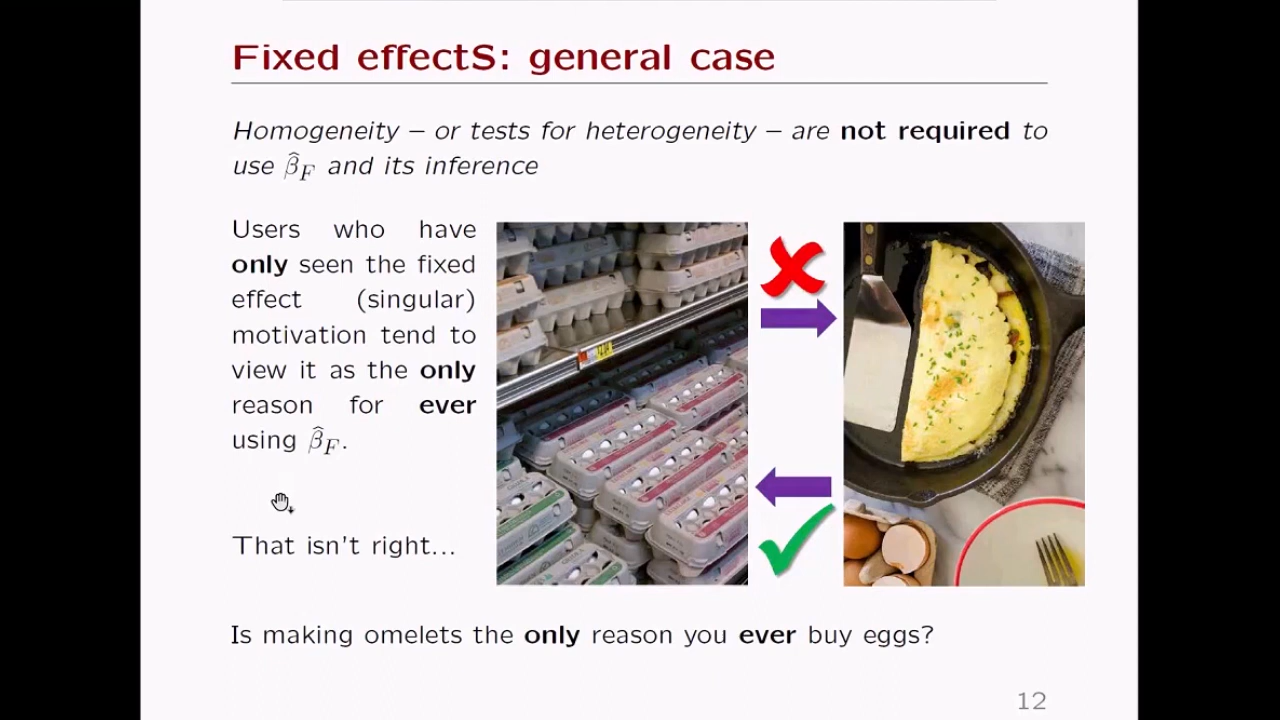 Fixed effectS: general case
Homogeneity – or tests for heterogeneity – are not required to
use β̂_F and its inference
Users who have
only seen the fixed
effect (singular)
motivation tend to
view it as the only
reason for ever
using β̂_F.
That isn't right...
Is making omelets the only reason you ever buy eggs?
12